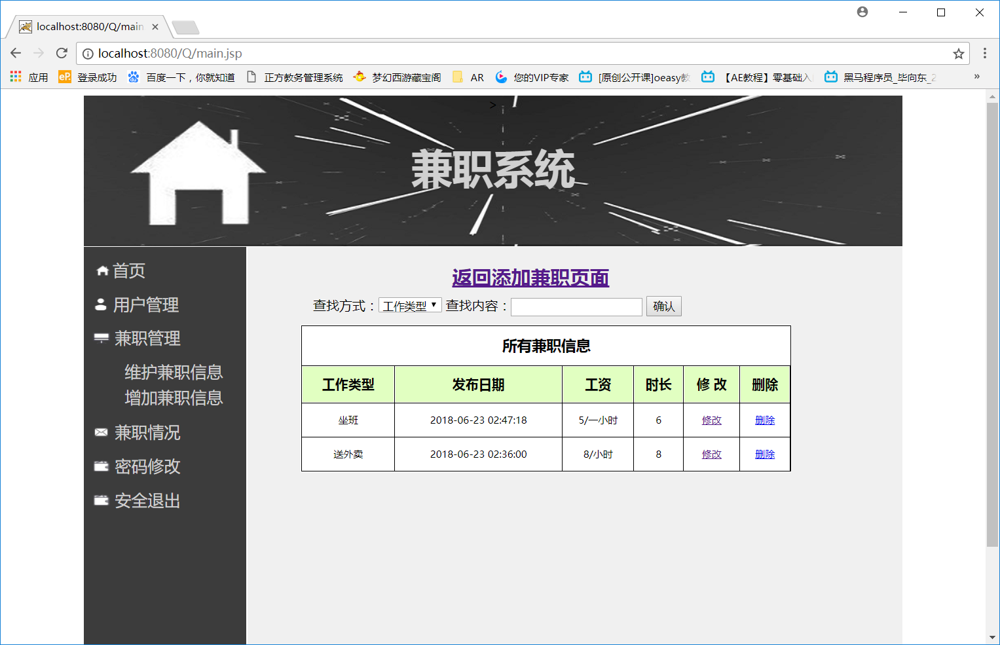 localhost:8080/Q/main
localhost:8080/Q/main.jsp
应用 登录成功 百度一下，你就知道 正方教务管理系统 梦幻西游藏宝阁 AR 您的VIP专家 [原创公开课]oeasy教 【AE教程】零基础入 黑马程序员_毕向东_2 »
>
兼职系统
首页
用户管理
兼职管理
维护兼职信息
增加兼职信息
兼职情况
密码修改
安全退出
返回添加兼职页面
查找方式：工作类型 查找内容： 确认
所有兼职信息
工作类型 发布日期 工资 时长 修 改 删除
坐班 2018-06-23 02:47:18 5/一小时 6 修改 删除
送外卖 2018-06-23 02:36:00 8/小时 8 修改 删除